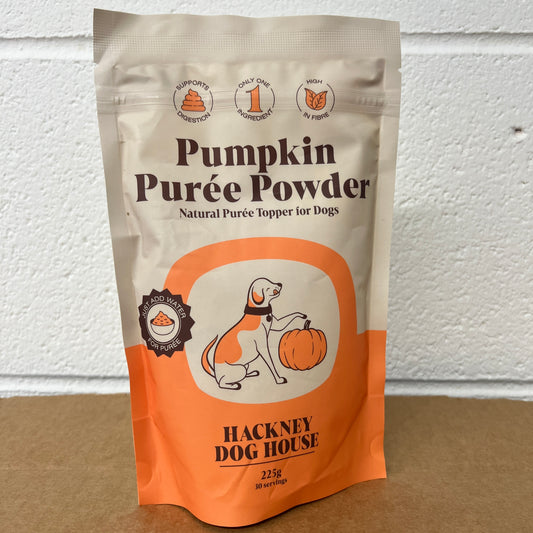 SUPPORTS
DIGESTION
ONLY ONE
1
INGREDIENT
HIGH
IN FIBRE
Pumpkin
Purée Powder
Natural Purée Topper for Dogs
JUST ADD WATER
FOR PURÉE
HACKNEY
DOG HOUSE
225g
30 servings